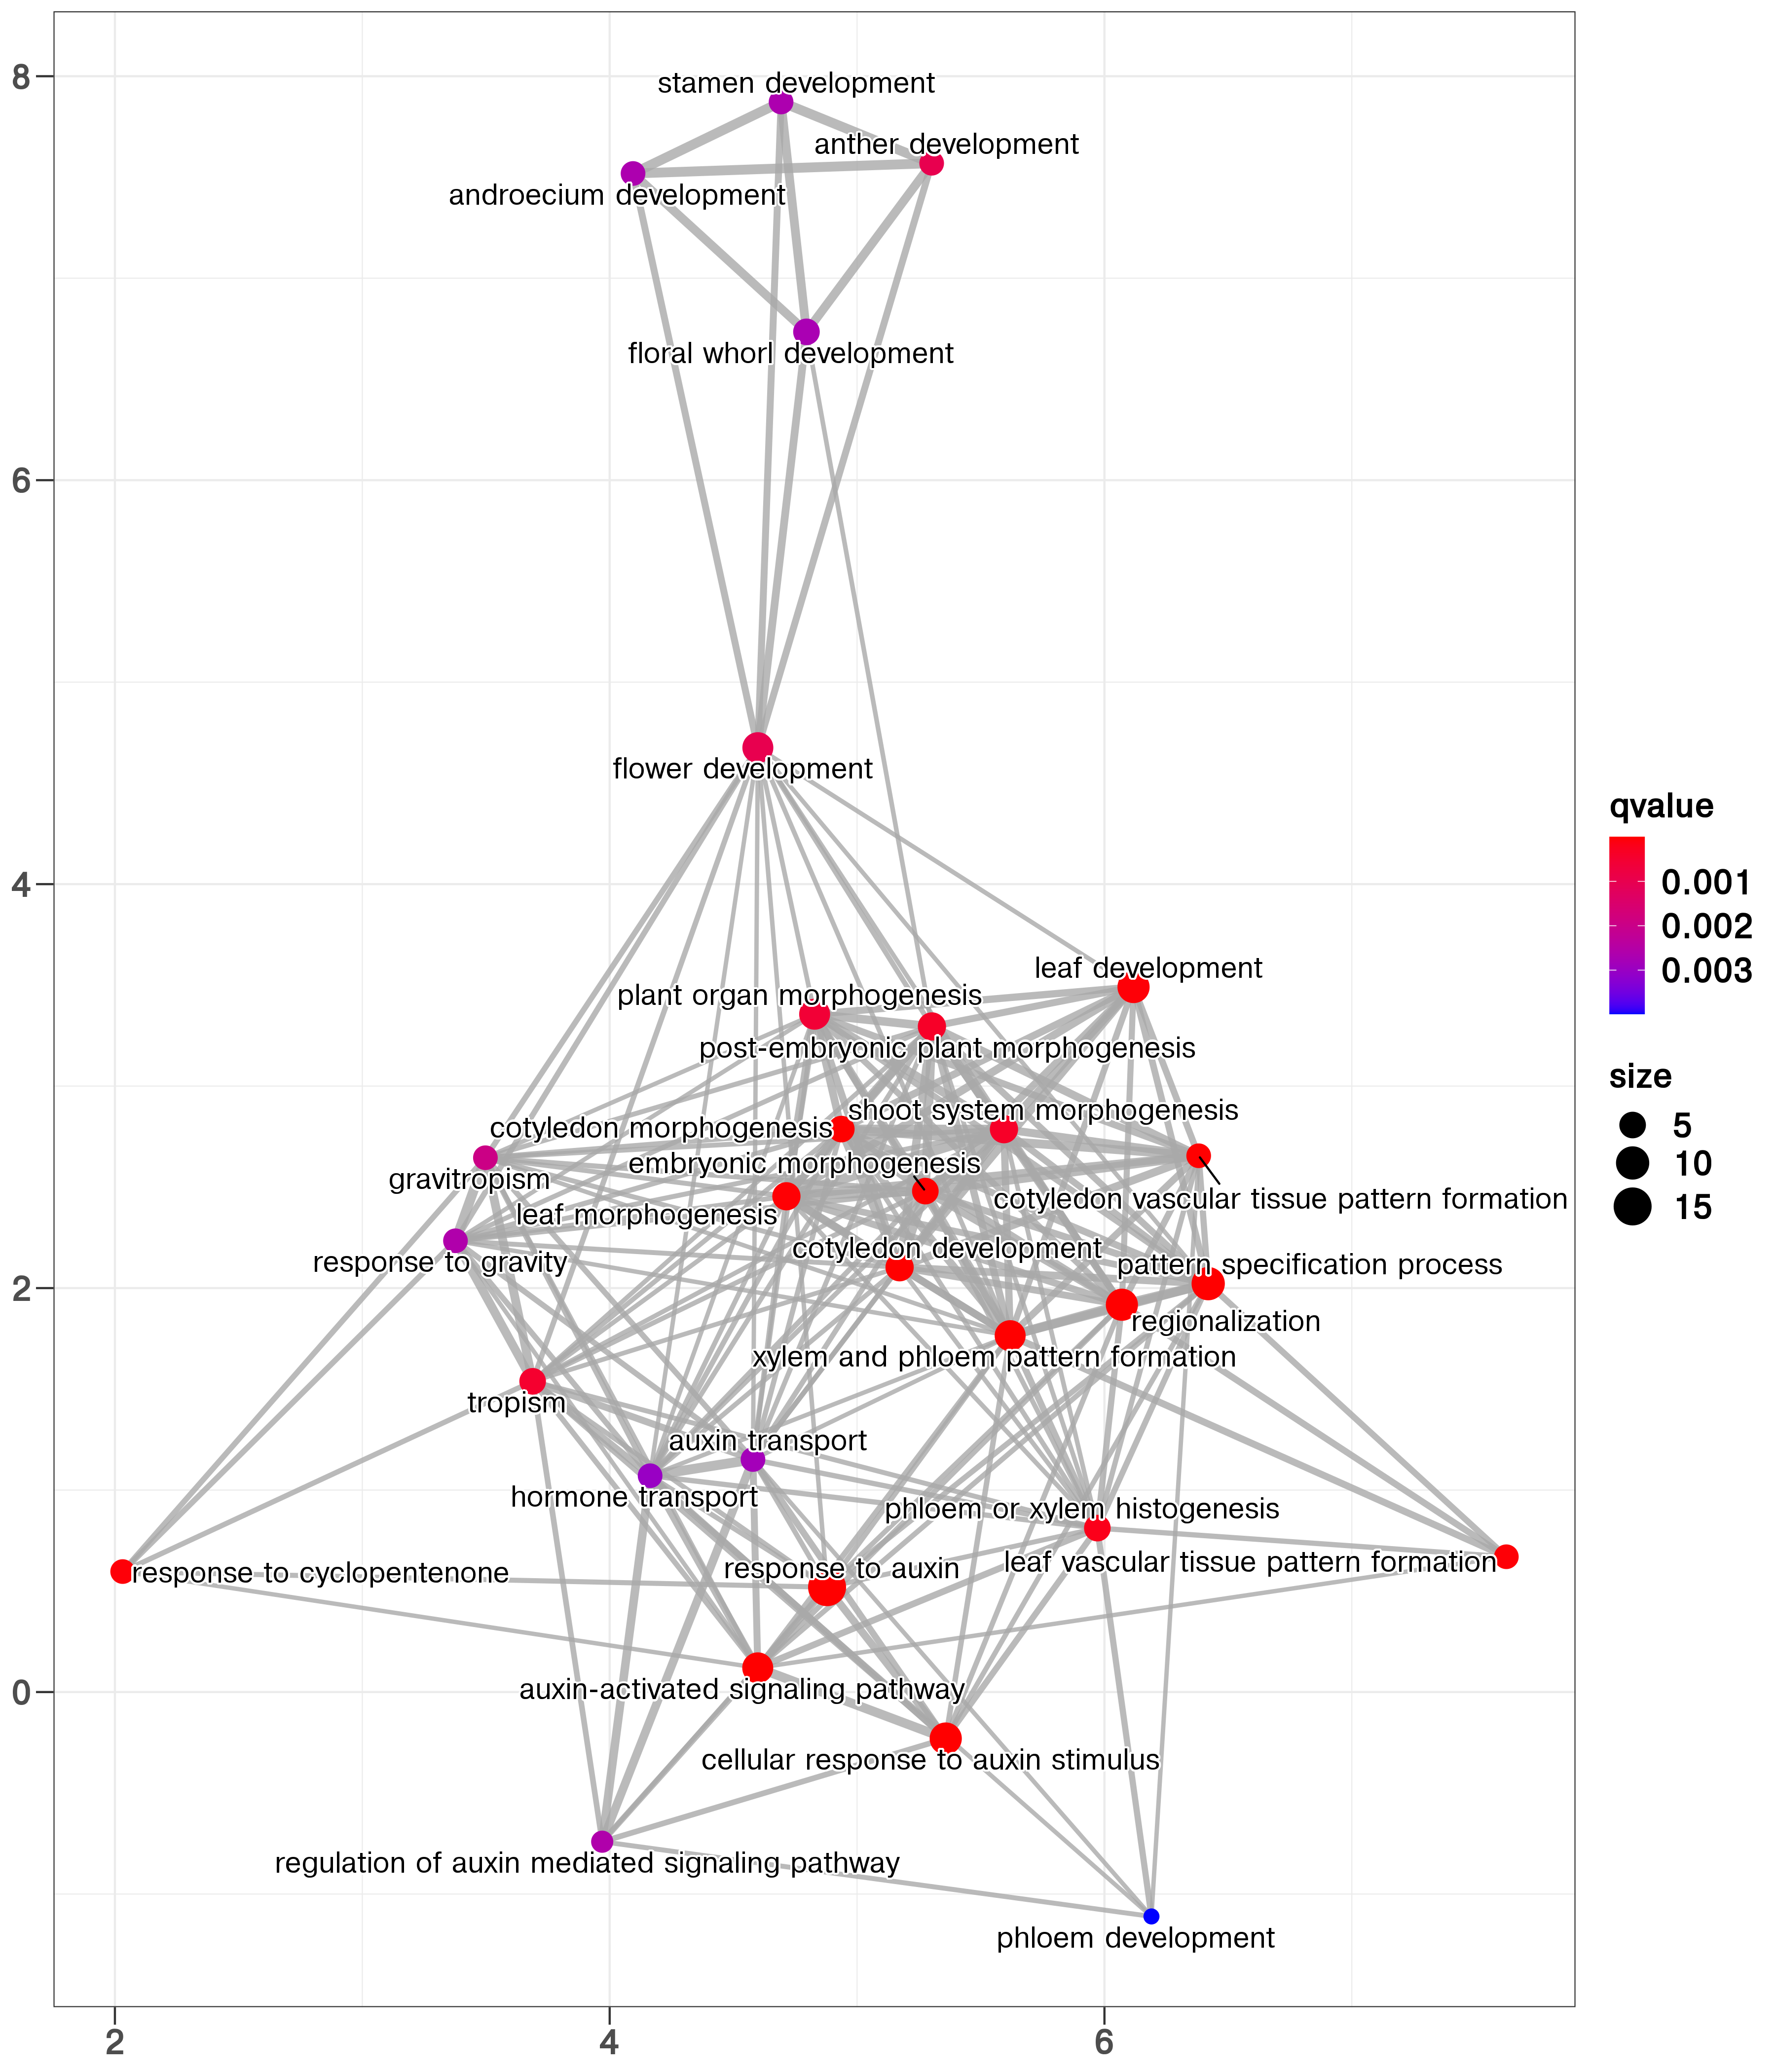 8
stamen development
anther development
androecium development
floral whorl development
6
flower development
4
leaf development
plant organ morphogenesis
post-embryonic plant morphogenesis
shoot system morphogenesis
cotyledon morphogenesis
embryonic morphogenesis
gravitropism
cotyledon vascular tissue pattern formation
leaf morphogenesis
cotyledon development
response to gravity
pattern specification process
2
regionalization
xylem and phloem pattern formation
tropism
auxin transport
hormone transport
phloem or xylem histogenesis
leaf vascular tissue pattern formation
response to auxin
response to cyclopentenone
auxin-activated signaling pathway
0
cellular response to auxin stimulus
regulation of auxin mediated signaling pathway
phloem development
2 4 6
qvalue
0.001
0.002
0.003
size
5
10
15